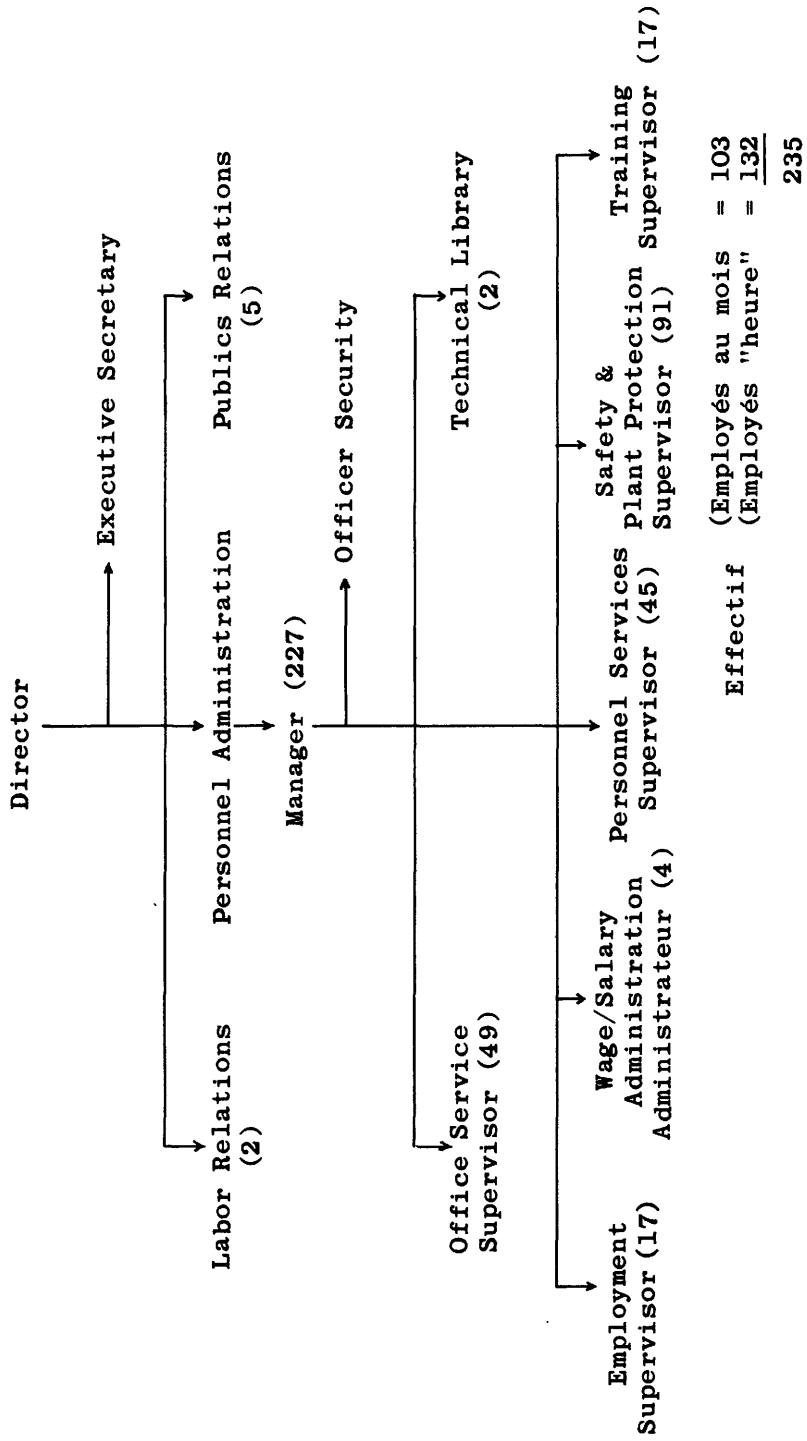 Director
Executive Secretary
Labor Relations
(2)
Personnel Administration
Publics Relations
(5)
Manager (227)
Officer Security
Office Service
Supervisor (49)
Technical Library
(2)
Employment
Supervisor (17)
Wage/Salary
Administration
Administrateur (4)
Personnel Services
Supervisor (45)
Safety &
Plant Protection
Supervisor (91)
Training
Supervisor (17)
Effectif (Employés au mois = 103
(Employés "heure" = 132
235